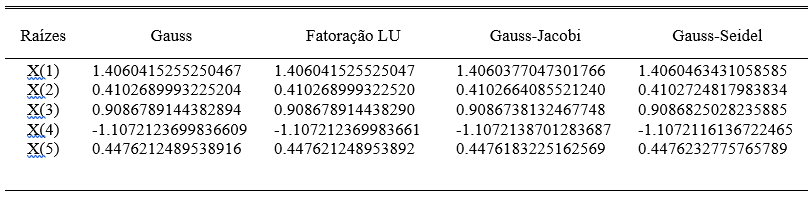 Raízes Gauss Fatoração LU Gauss-Jacobi Gauss-Seidel
X(1) 1.4060415255250467 1.406041525525047 1.4060377047301766 1.4060463431058585
X(2) 0.4102689993225204 0.410268999322520 0.4102664085521240 0.4102724817983834
X(3) 0.9086789144382894 0.908678914438290 0.9086738132467748 0.9086825028235885
X(4) -1.1072123699836609 -1.107212369983661 -1.1072138701283687 -1.1072116136722465
X(5) 0.4476212489538916 0.447621248953892 0.4476183225162569 0.4476232775765789